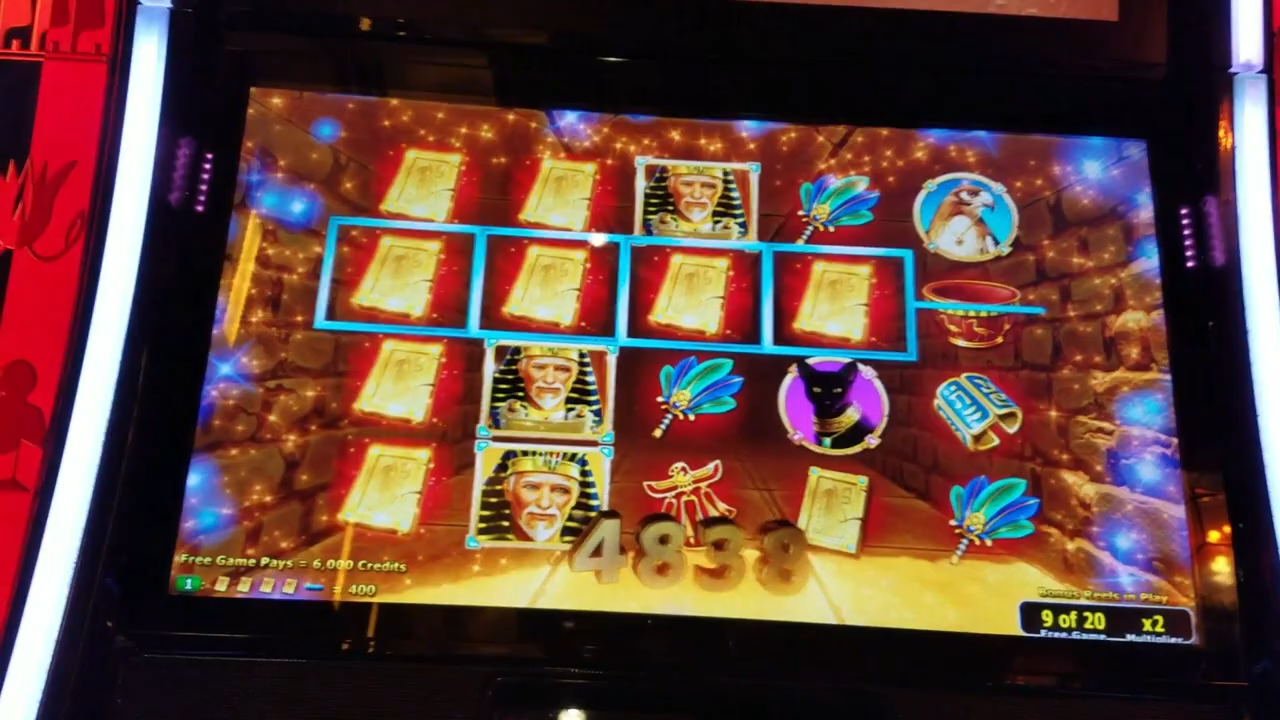 4838
Free Game Pays = 6,000 Credits
1: = 400
Bonus Reels in Play
9 of 20 x2
Free Game Multiplier